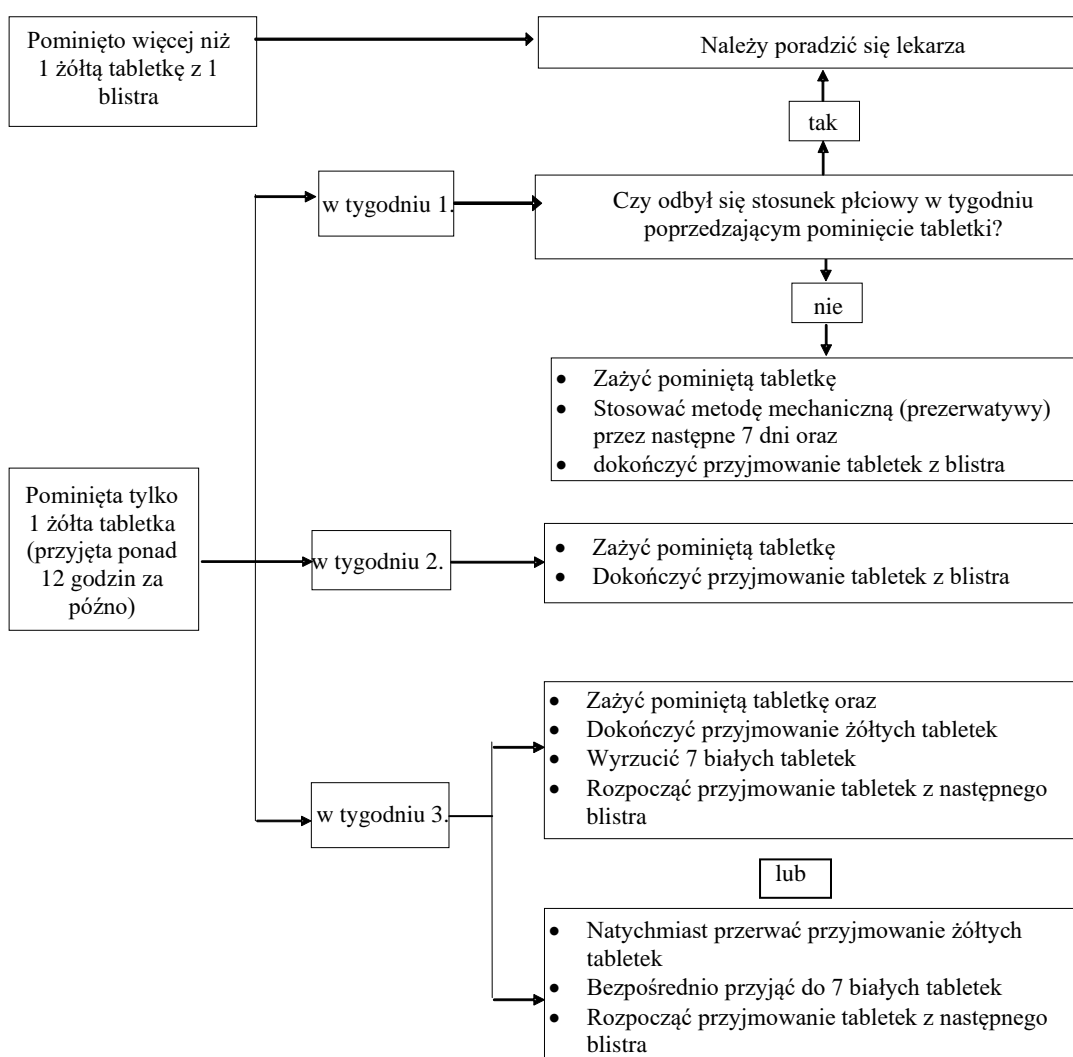 Pominięto więcej niż
1 żółtą tabletkę z 1
blistra
Należy poradzić się lekarza
tak
w tygodniu 1.
Czy odbył się stosunek płciowy w tygodniu
poprzedzającym pominięcie tabletki?
nie
• Zażyć pominiętą tabletkę
• Stosować metodę mechaniczną (prezerwatywy)
przez następne 7 dni oraz
• dokończyć przyjmowanie tabletek z blistra
Pominięta tylko
1 żółta tabletka
(przyjęta ponad
12 godzin za
późno)
w tygodniu 2.
• Zażyć pominiętą tabletkę
• Dokończyć przyjmowanie tabletek z blistra
w tygodniu 3.
• Zażyć pominiętą tabletkę oraz
• Dokończyć przyjmowanie żółtych tabletek
• Wyrzucić 7 białych tabletek
• Rozpocząć przyjmowanie tabletek z następnego
blistra
lub
• Natychmiast przerwać przyjmowanie żółtych
tabletek
• Bezpośrednio przyjąć do 7 białych tabletek
• Rozpocząć przyjmowanie tabletek z następnego
blistra